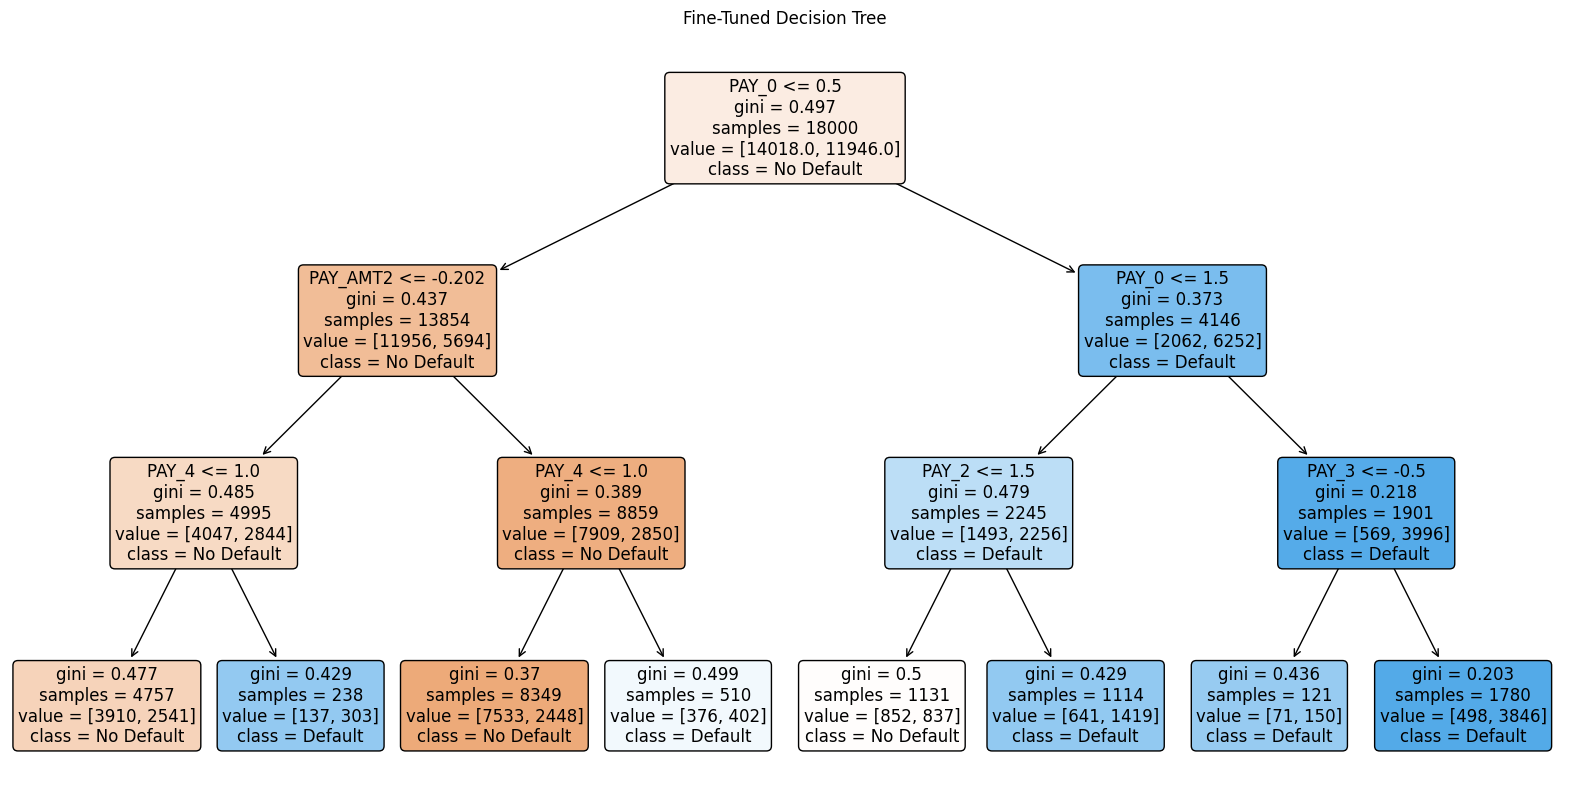 Fine-Tuned Decision Tree
PAY_0 <= 0.5
gini = 0.497
samples = 18000
value = [14018.0, 11946.0]
class = No Default
PAY_AMT2 <= -0.202
gini = 0.437
samples = 13854
value = [11956, 5694]
class = No Default
PAY_0 <= 1.5
gini = 0.373
samples = 4146
value = [2062, 6252]
class = Default
PAY_4 <= 1.0
gini = 0.485
samples = 4995
value = [4047, 2844]
class = No Default
PAY_4 <= 1.0
gini = 0.389
samples = 8859
value = [7909, 2850]
class = No Default
PAY_2 <= 1.5
gini = 0.479
samples = 2245
value = [1493, 2256]
class = Default
PAY_3 <= -0.5
gini = 0.218
samples = 1901
value = [569, 3996]
class = Default
gini = 0.477
samples = 4757
value = [3910, 2541]
class = No Default
gini = 0.429
samples = 238
value = [137, 303]
class = Default
gini = 0.37
samples = 8349
value = [7533, 2448]
class = No Default
gini = 0.499
samples = 510
value = [376, 402]
class = Default
gini = 0.5
samples = 1131
value = [852, 837]
class = No Default
gini = 0.429
samples = 1114
value = [641, 1419]
class = Default
gini = 0.436
samples = 121
value = [71, 150]
class = Default
gini = 0.203
samples = 1780
value = [498, 3846]
class = Default